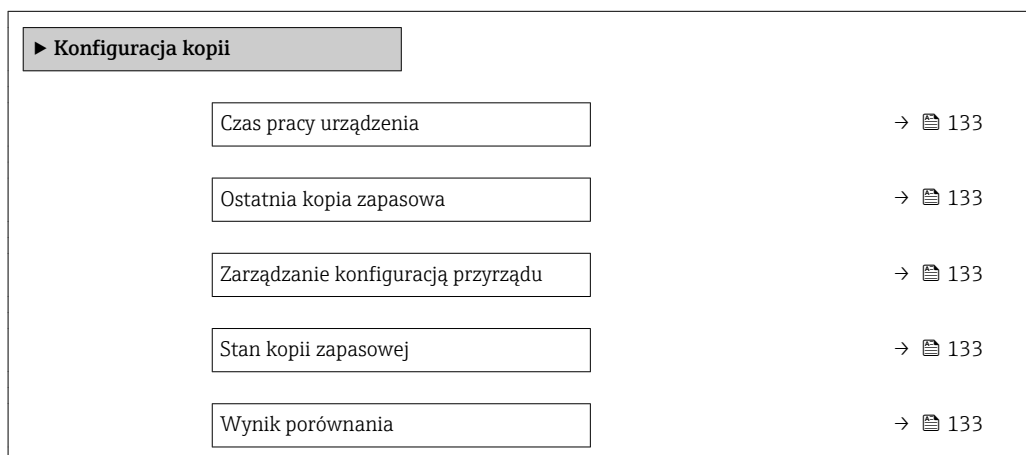 ▶ Konfiguracja kopii
Czas pracy urządzenia → 133
Ostatnia kopia zapasowa → 133
Zarządzanie konfiguracją przyrządu → 133
Stan kopii zapasowej → 133
Wynik porównania → 133